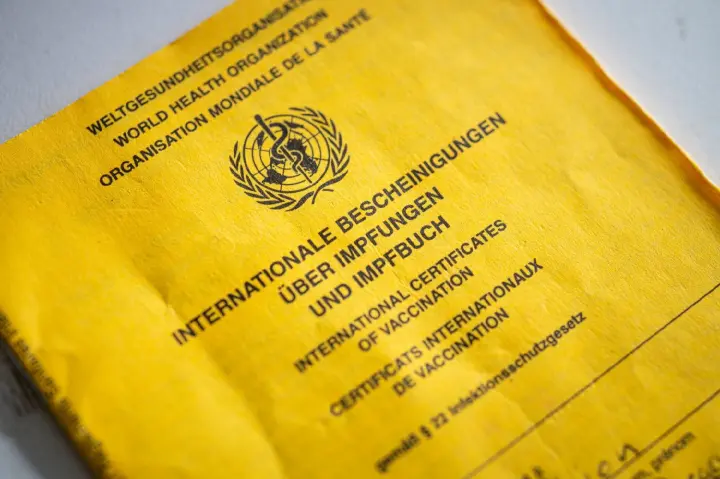 WELTGESUNDHEITSORGANISATION
WORLD HEALTH ORGANIZATION
ORGANISATION MONDIALE DE LA SANTE
INTERNATIONALE BESCHEINIGUNGEN
ÜBER IMPFUNGEN
UND IMPFBUCH
INTERNATIONAL CERTIFICATES
OF VACCINATION
CERTIFICATS INTERNATIONAUX
DE VACCINATION
gemäß § 22 Infektionsschutzgesetz
prénom